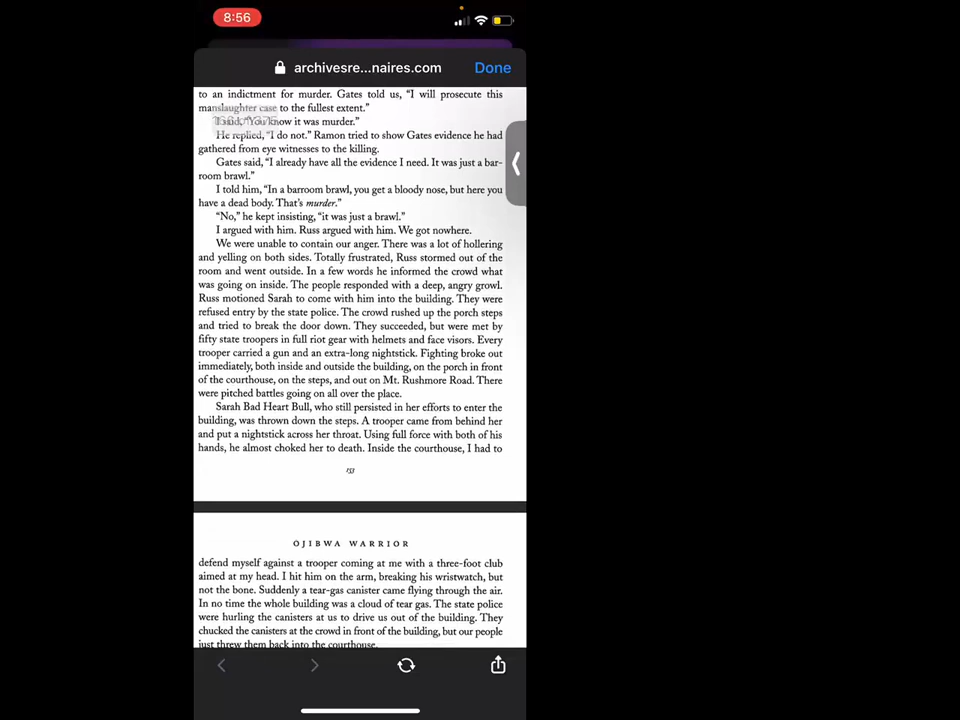 8:56
archivesre...naires.com
Done
to an indictment for murder. Gates told us, “I will prosecute this
manslaughter case to the fullest extent.”
I said, “You know it was murder.”
He replied, “I do not.” Ramon tried to show Gates evidence he had
gathered from eye witnesses to the killing.
Gates said, “I already have all the evidence I need. It was just a bar-
room brawl.”
I told him, “In a barroom brawl, you get a bloody nose, but here you
have a dead body. That’s murder.”
“No,” he kept insisting, “it was just a brawl.”
I argued with him. Russ argued with him. We got nowhere.
We were unable to contain our anger. There was a lot of hollering
and yelling on both sides. Totally frustrated, Russ stormed out of the
room and went outside. In a few words he informed the crowd what
was going on inside. The people responded with a deep, angry growl.
Russ motioned Sarah to come with him into the building. They were
refused entry by the state police. The crowd rushed up the porch steps
and tried to break the door down. They succeeded, but were met by
fifty state troopers in full riot gear with helmets and face visors. Every
trooper carried a gun and an extra-long nightstick. Fighting broke out
immediately, both inside and outside the building, on the porch in front
of the courthouse, on the steps, and out on Mt. Rushmore Road. There
were pitched battles going on all over the place.
Sarah Bad Heart Bull, who still persisted in her efforts to enter the
building, was thrown down the steps. A trooper came from behind her
and put a nightstick across her throat. Using full force with both of his
hands, he almost choked her to death. Inside the courthouse, I had to
153
OJIBWA WARRIOR
defend myself against a trooper coming at me with a three-foot club
aimed at my head. I hit him on the arm, breaking his wristwatch, but
not the bone. Suddenly a tear-gas canister came flying through the air.
In no time the whole building was a cloud of tear gas. The state police
were hurling the canisters at us to drive us out of the building. They
chucked the canisters at the crowd in front of the building, but our people
just threw them back into the courthouse.